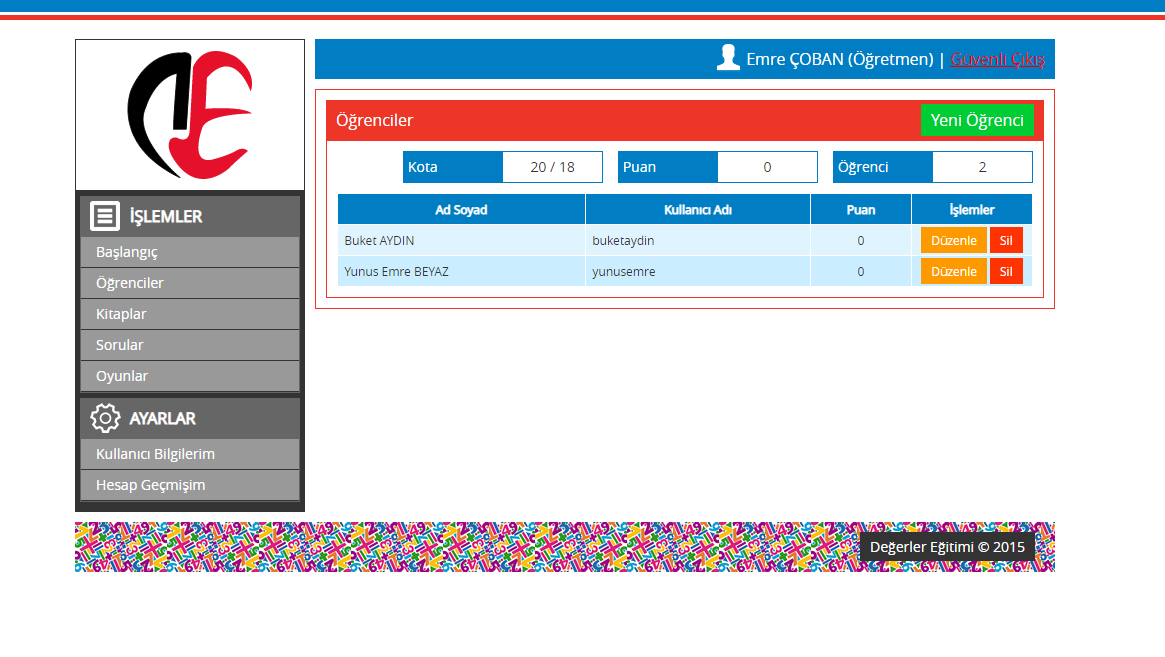 Emre ÇOBAN (Öğretmen) | Güvenli Çıkış
İŞLEMLER
Başlangıç
Öğrenciler
Kitaplar
Sorular
Oyunlar
AYARLAR
Kullanıcı Bilgilerim
Hesap Geçmişim
Öğrenciler Yeni Öğrenci
Kota 20 / 18 Puan 0 Öğrenci 2
Ad Soyad Kullanıcı Adı Puan İşlemler
Buket AYDIN buketaydin 0 Düzenle Sil
Yunus Emre BEYAZ yunusemre 0 Düzenle Sil
Değerler Eğitimi © 2015